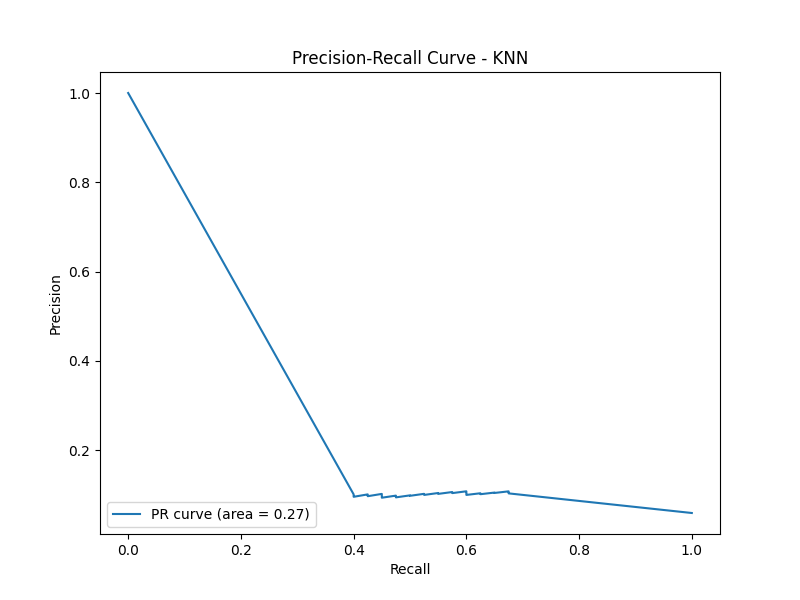 Precision-Recall Curve - KNN
1.0
0.8
0.6
0.4
0.2
Precision
PR curve (area = 0.27)
0.0 0.2 0.4 0.6 0.8 1.0
Recall